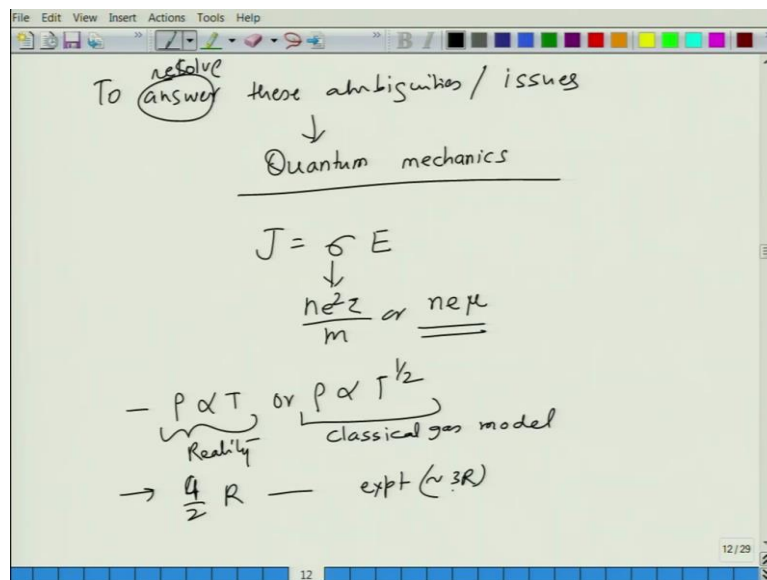 File Edit View Insert Actions Tools Help
B I
resolve
To answer these ambiguities / issues
↓
Quantum mechanics
J = σ E
↓
ne²τ/m or neμ
- ρ ∝ T or ρ ∝ T^1/2
Reality classical gas model
→ 9/2 R — expt (~ 3R)
12/29
12